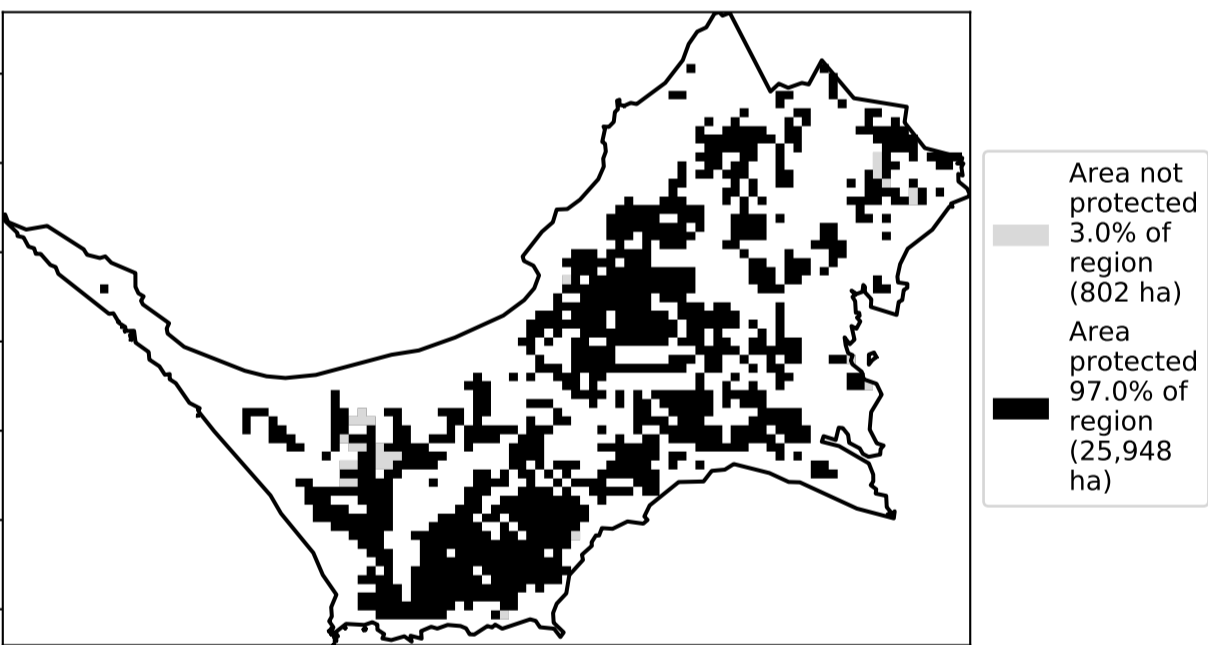 Area not
protected
3.0% of
region
(802 ha)
Area
protected
97.0% of
region
(25,948
ha)